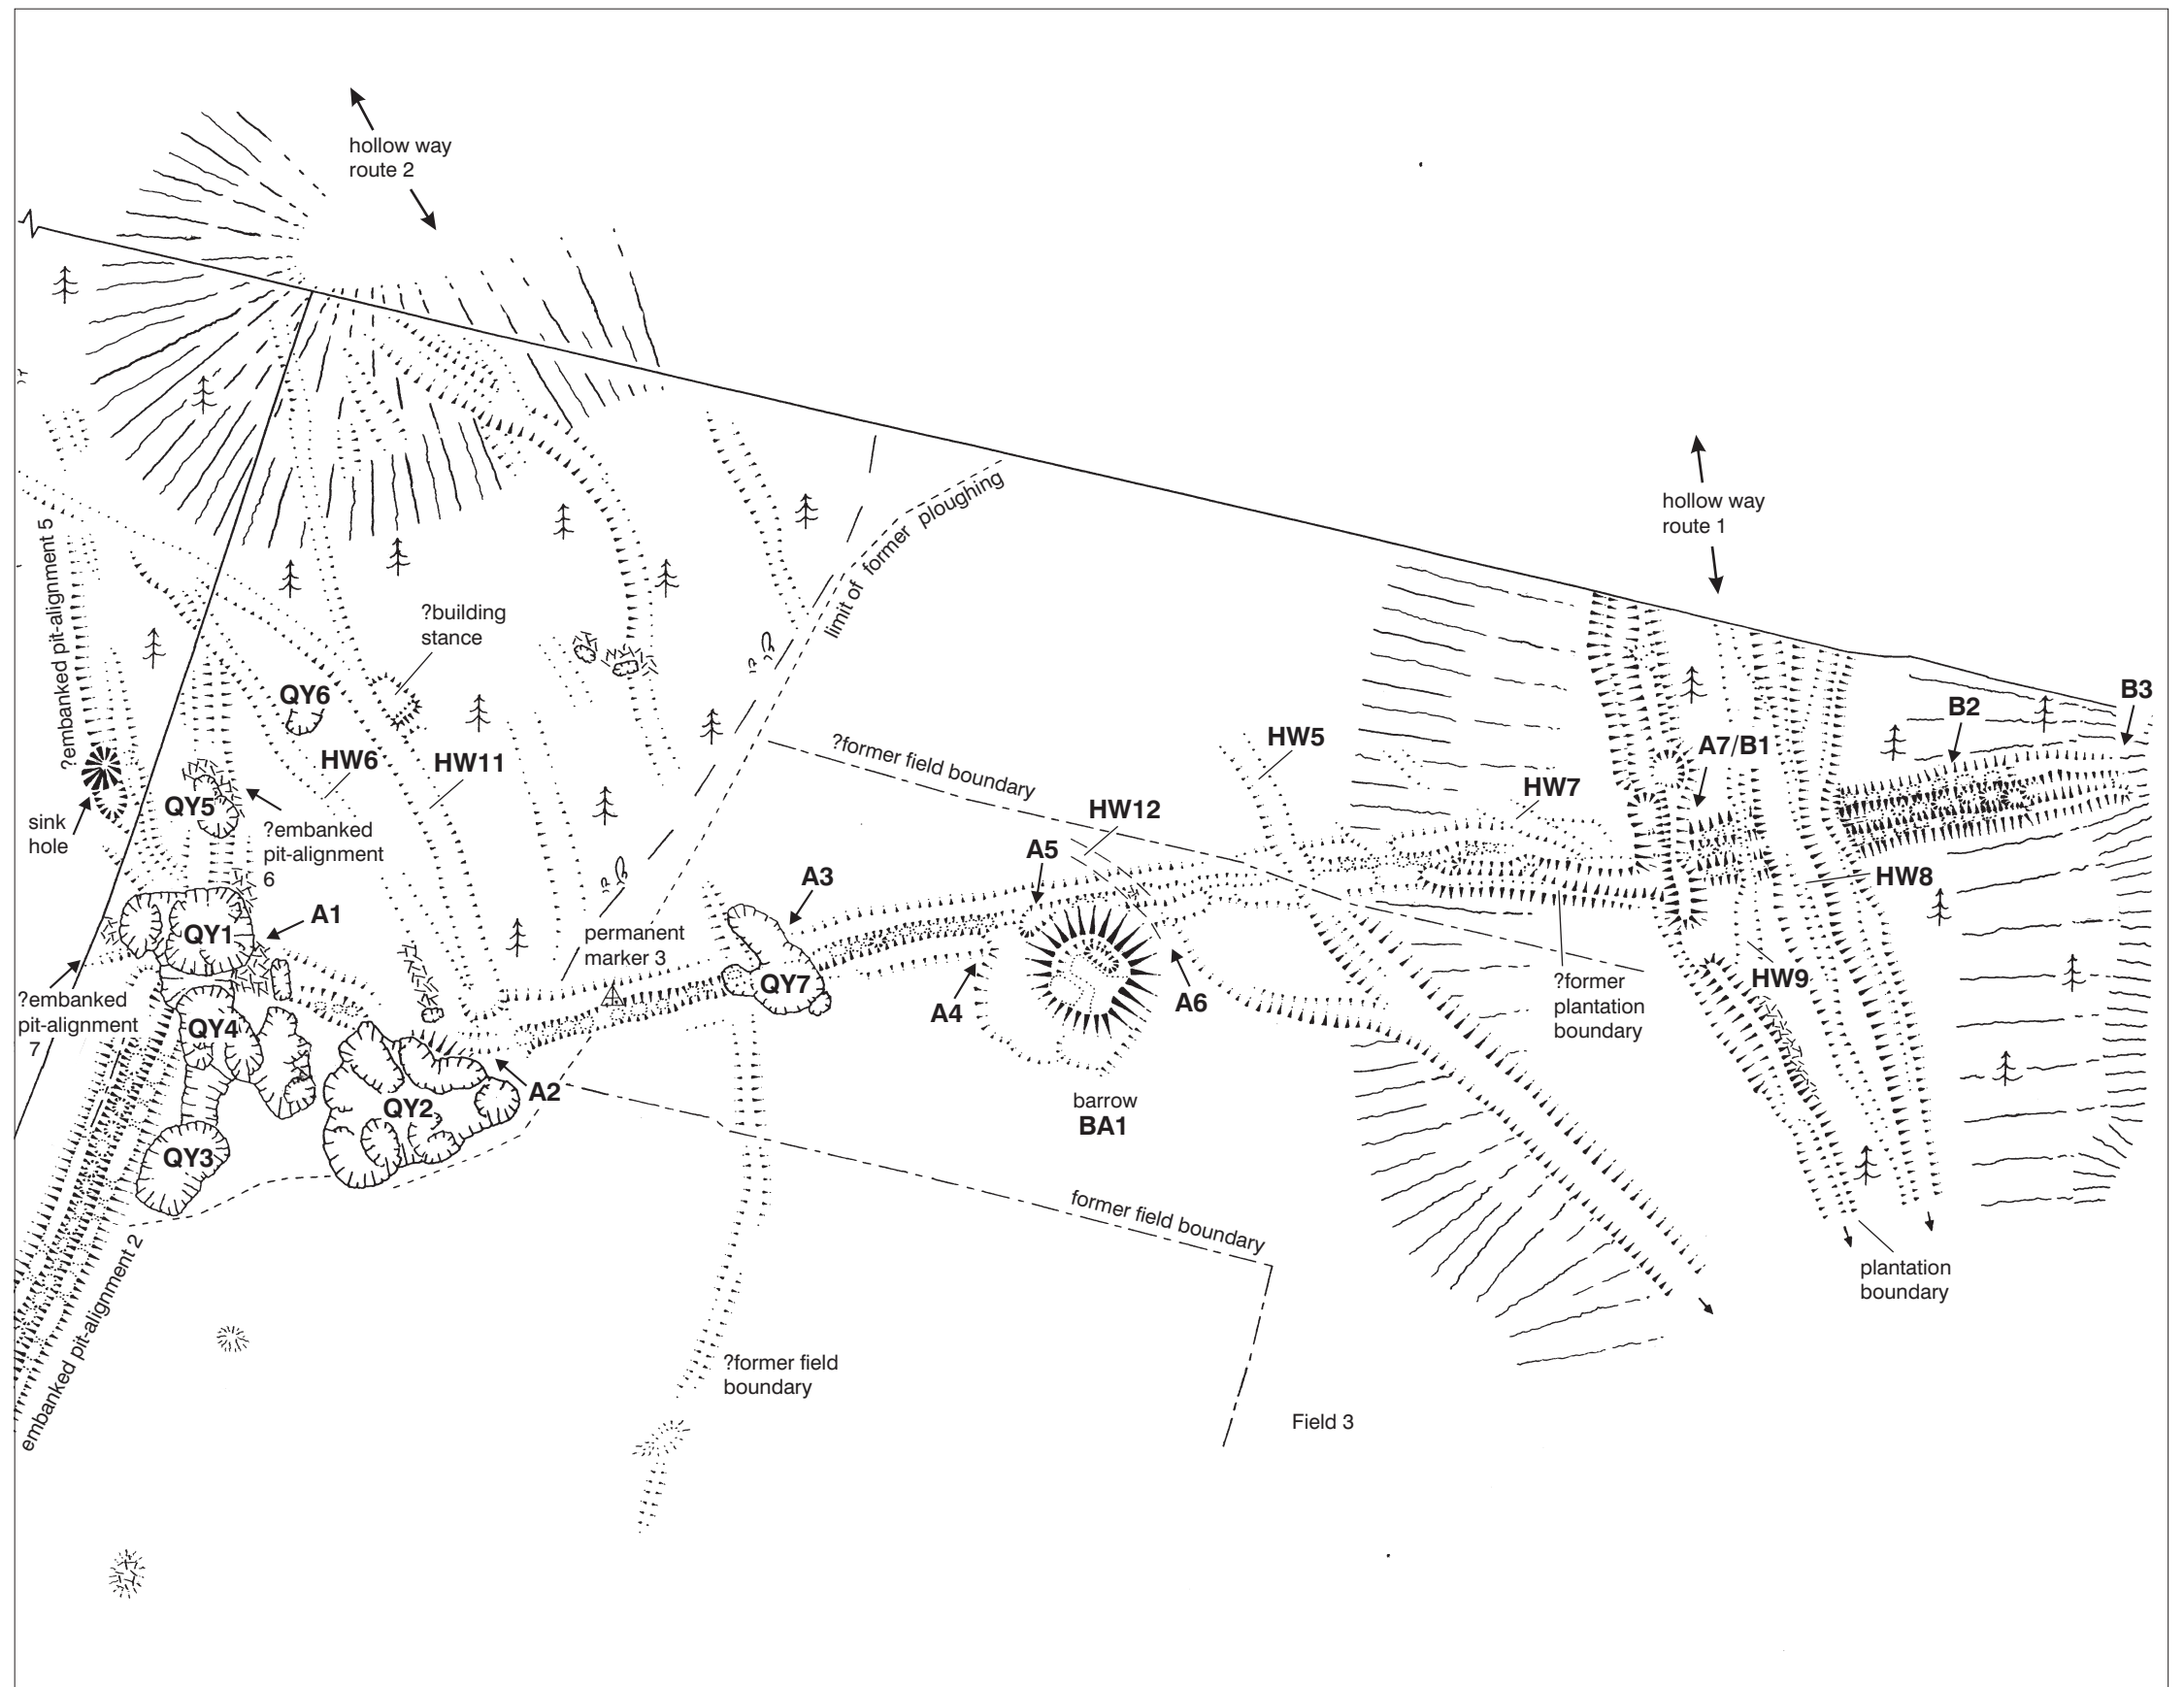 hollow way
route 2
hollow way
route 1
limit of former ploughing
?embanked pit-alignment 5
?building
stance
QY6
HW6
HW11
B3
B2
A7/B1
HW5
?former field boundary
HW7
HW12
QY5
sink
hole
?embanked
pit-alignment
6
A5
A3
HW8
A1
QY1
permanent
marker 3
QY7
A4
A6
HW9
?former
plantation
boundary
?embanked
pit-alignment
7
QY4
A2
QY2
barrow
BA1
QY3
former field boundary
embanked pit-alignment 2
plantation
boundary
?former field
boundary
Field 3